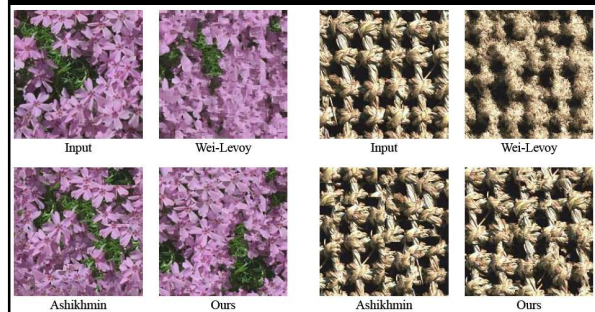 Input
Wei-Levoy
Input
Wei-Levoy
Ashikhmin
Ours
Ashikhmin
Ours